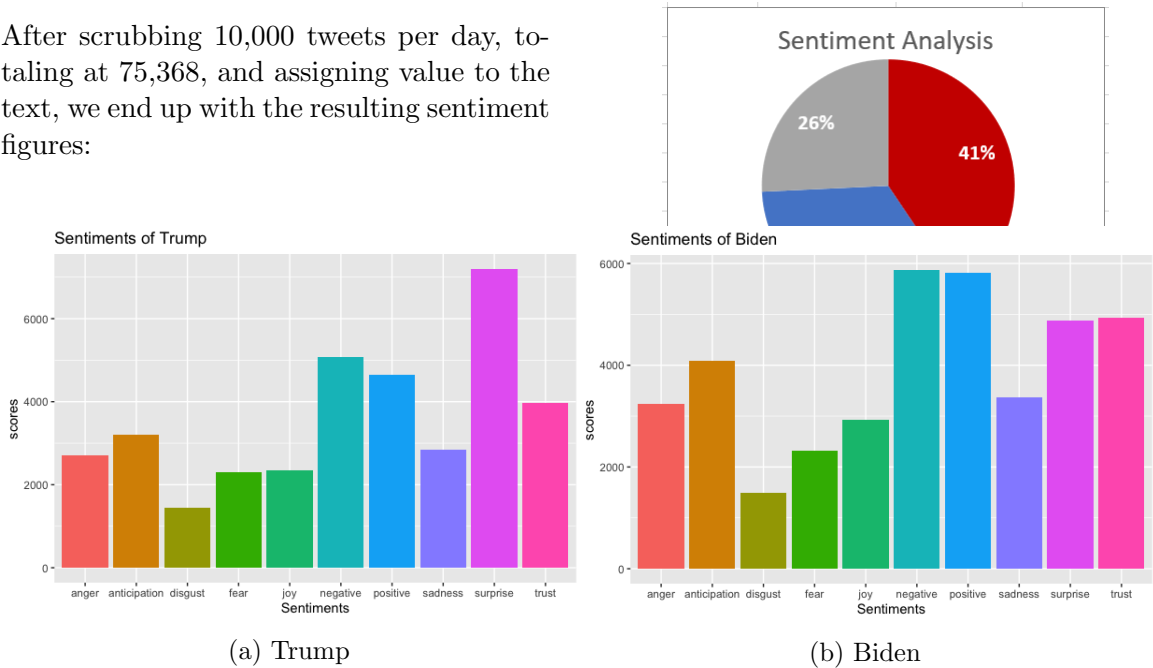 After scrubbing 10,000 tweets per day, to-
taling at 75,368, and assigning value to the
text, we end up with the resulting sentiment
figures:
Sentiment Analysis
26%
41%
Sentiments of Trump
scores
6000
4000
2000
0
anger anticipation disgust fear joy negative positive sadness surprise trust
Sentiments
(a) Trump
Sentiments of Biden
scores
6000
4000
2000
0
anger anticipation disgust fear joy negative positive sadness surprise trust
Sentiments
(b) Biden